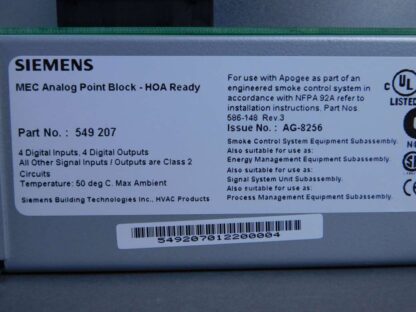 SIEMENS
MEC Analog Point Block - HOA Ready
Part No. : 549 207
4 Digital Inputs, 4 Digital Outputs
All Other Signal Inputs / Outputs are Class 2
Circuits
Temperature: 50 deg C. Max Ambient
Siemens Building Technologies Inc., HVAC Products
For use with Apogee as part of an
engineered smoke control system in
accordance with NFPA 92A refer to
installation instructions. Part Nos.
586-148 Rev.3
Issue No. : AG-8256
Smoke Control System Equipment Subassembly.
Also suitable for use as:
Energy Management Equipment Subassembly.
Also suitable for use as:
Signal System Unit Subassembly.
Also suitable for use as:
Process Management Equipment Subassembly.
C UL
LISTED
549207012200004